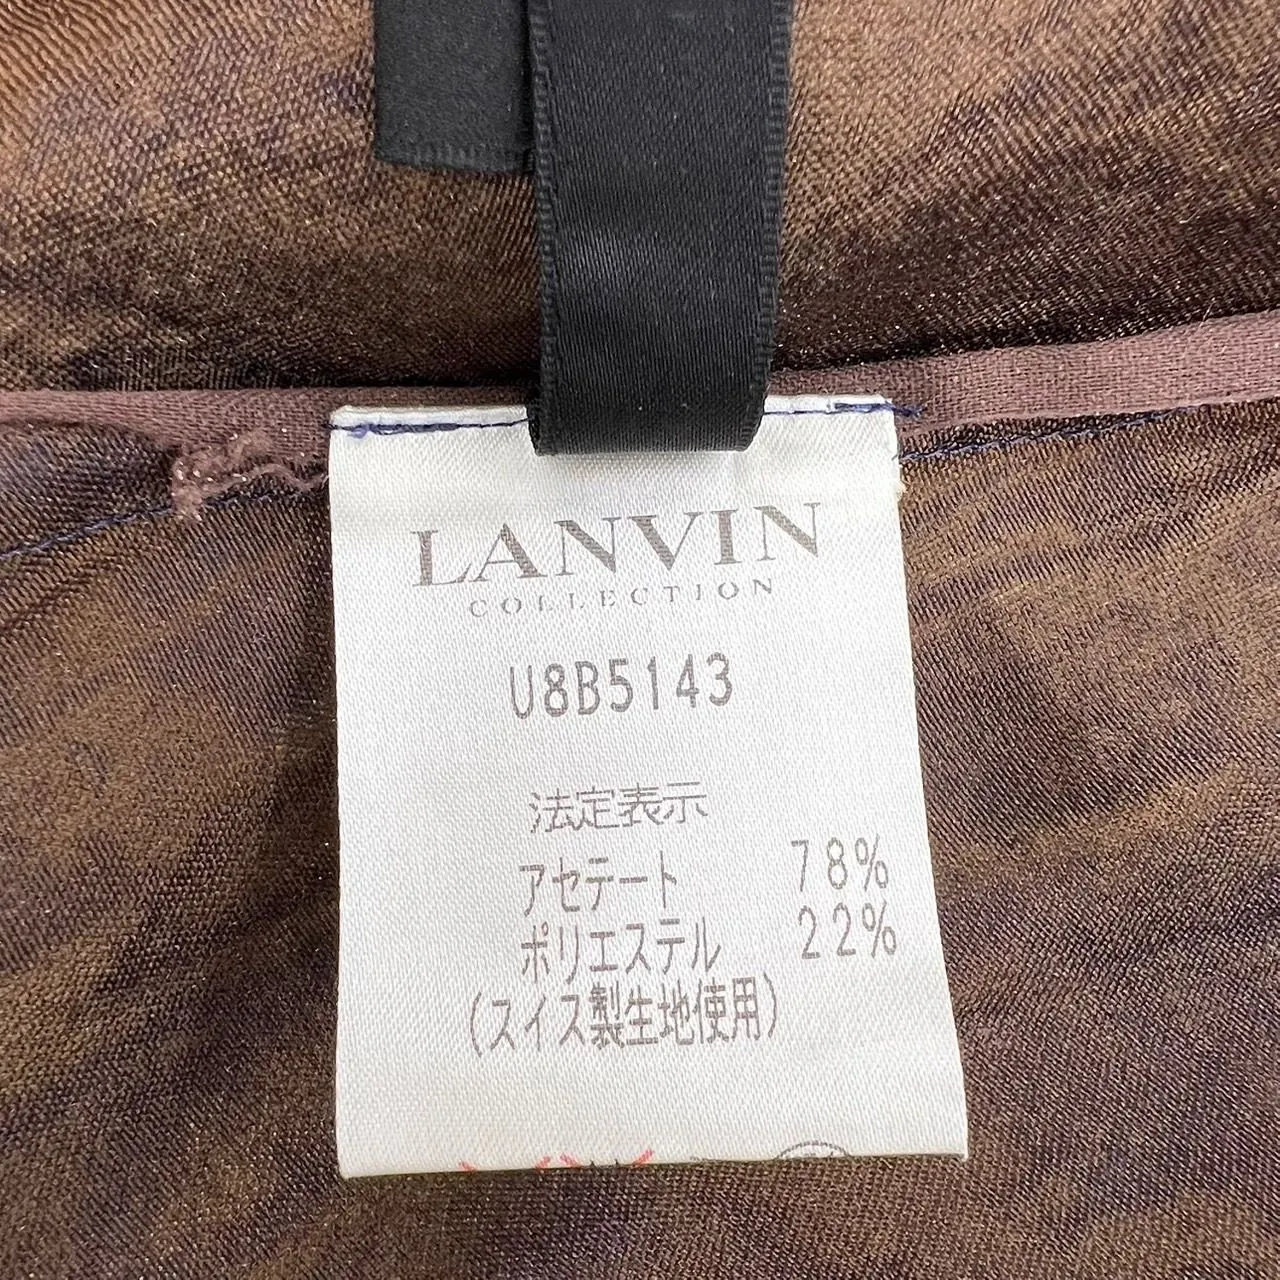 LANVIN
COLLECTION
U8B5143
法定表示
アセテート 78%
ポリエステル 22%
(スイス製生地使用)